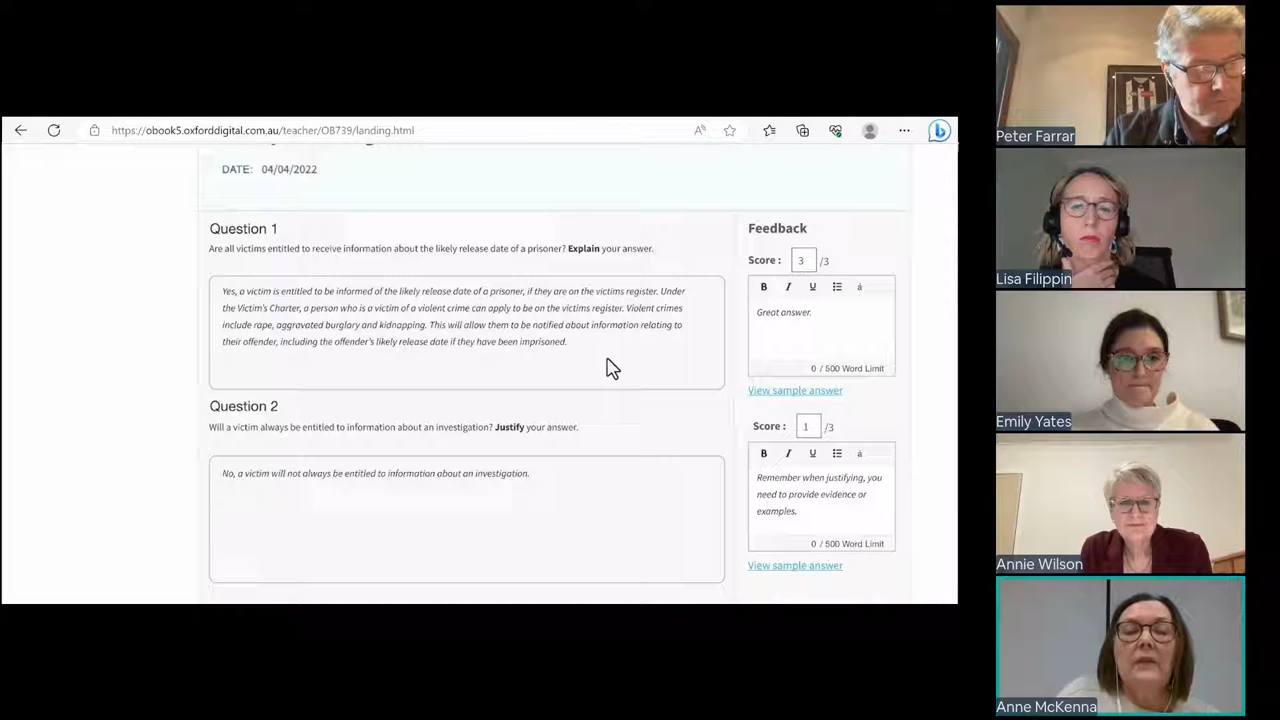 https://obook5.oxforddigital.com.au/teacher/OB739/landing.html
DATE: 04/04/2022
Question 1
Are all victims entitled to receive information about the likely release date of a prisoner? Explain your answer.
Yes, a victim is entitled to be informed of the likely release date of a prisoner, if they are on the victims register. Under
the Victim's Charter, a person who is a victim of a violent crime can apply to be on the victims register. Violent crimes
include rape, aggravated burglary and kidnapping. This will allow them to be notified about information relating to
their offender, including the offender's likely release date if they have been imprisoned.
Feedback
Score : 3 /3
B I U á
Great answer.
0 / 500 Word Limit
View sample answer
Question 2
Will a victim always be entitled to information about an investigation? Justify your answer.
No, a victim will not always be entitled to information about an investigation.
Score : 1 /3
B I U á
Remember when justifying, you
need to provide evidence or
examples.
0 / 500 Word Limit
View sample answer
Peter Farrar
Lisa Filippin
Emily Yates
Annie Wilson
Anne McKenna